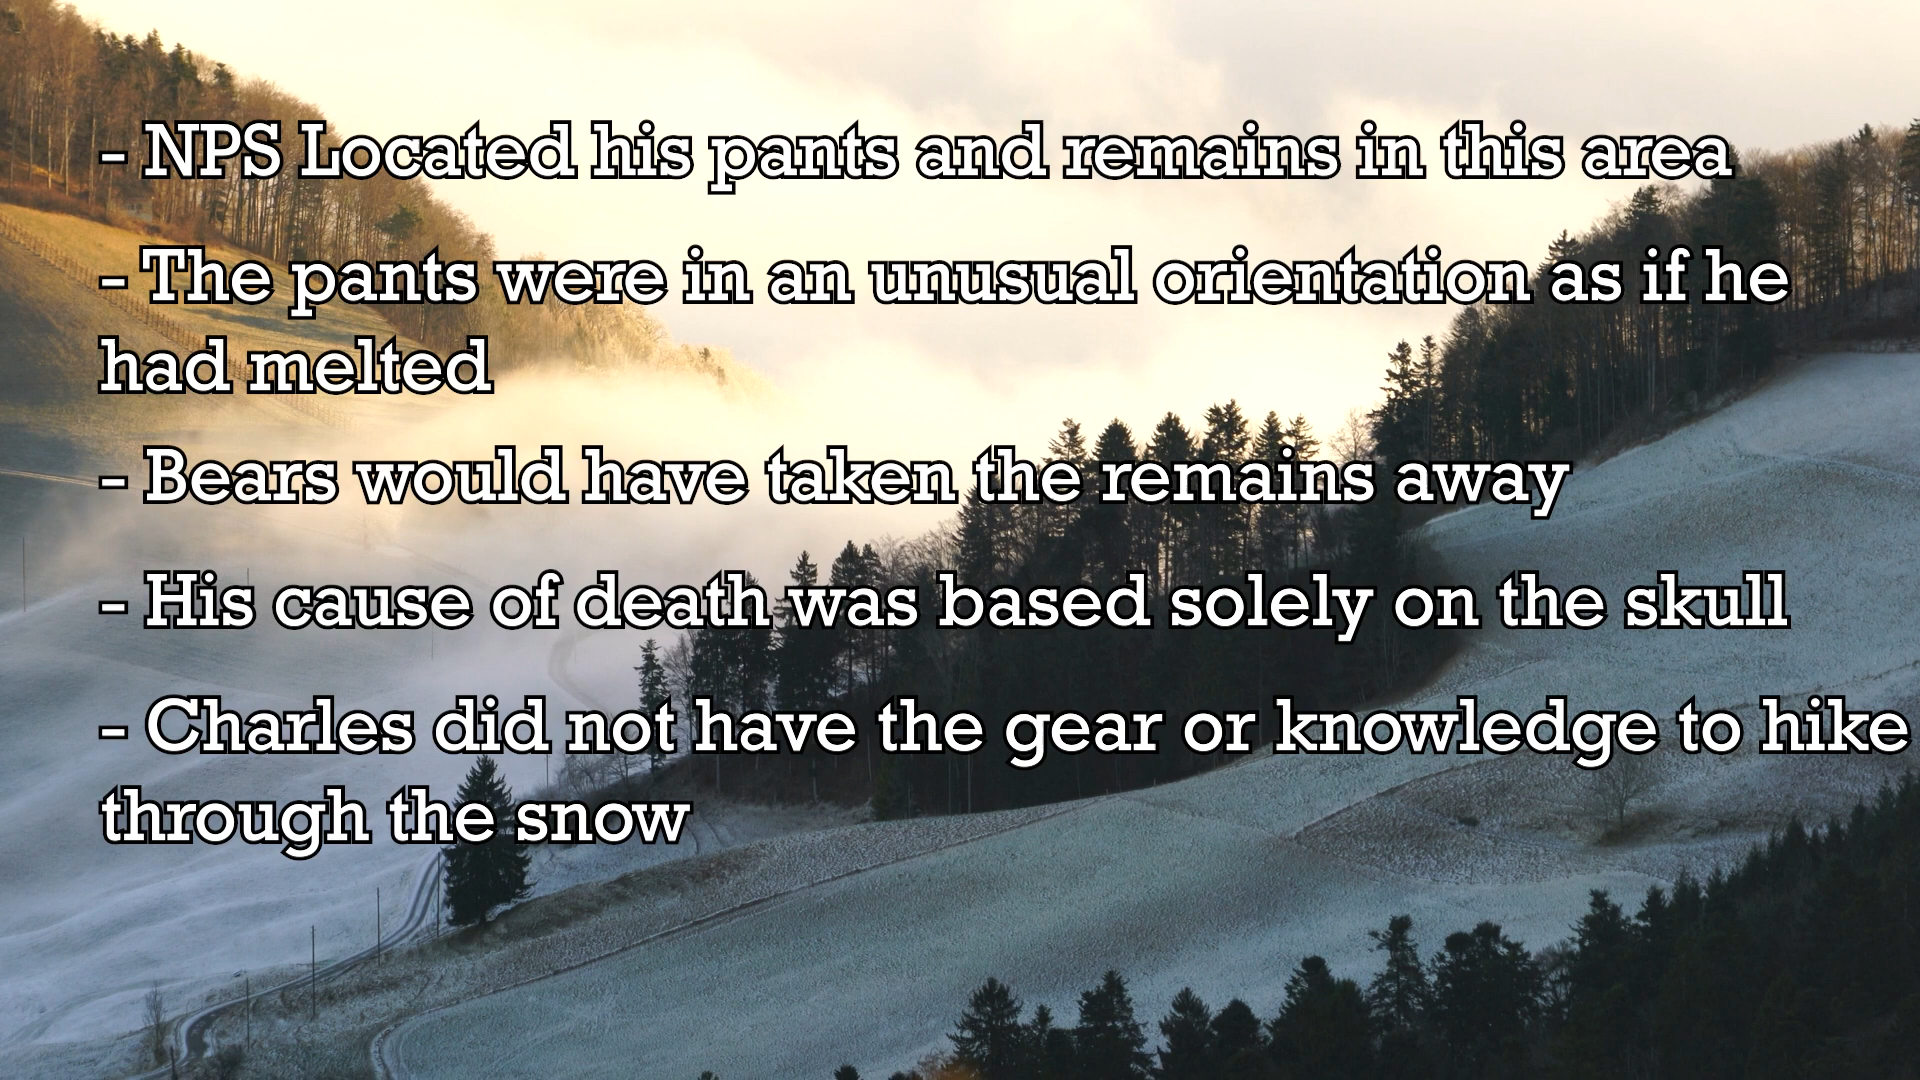 - NPS Located his pants and remains in this area
- The pants were in an unusual orientation as if he
had melted
- Bears would have taken the remains away
- His cause of death was based solely on the skull
- Charles did not have the gear or knowledge to hike
through the snow